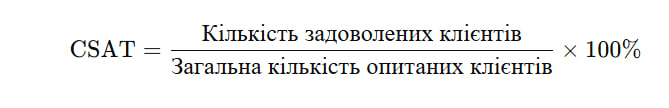 Кількість задоволених клієнтів
CSAT = × 100%
Загальна кількість опитаних клієнтів